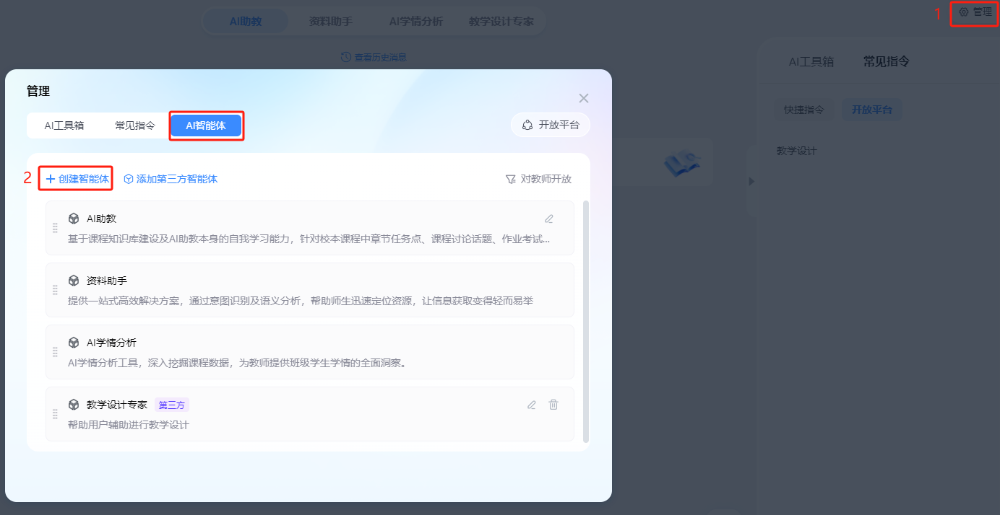 AI助教 资料助手 AI学情分析 教学设计专家 1 管理
查看历史消息
AI工具箱 常见指令
快捷指令 开放平台
教学设计
管理
AI工具箱 常见指令 AI智能体 开放平台
2 创建智能体 添加第三方智能体 对教师开放
AI助教
基于课程知识库建设及AI助教本身的自我学习能力，针对校本课程中章节任务点、课程讨论话题、作业考试...
资料助手
提供一站式高效解决方案，通过意图识别及语义分析，帮助师生迅速定位资源，让信息获取变得轻而易举
AI学情分析
AI学情分析工具，深入挖掘课程数据，为教师提供班级学生学情的全面洞察。
教学设计专家 第三方
帮助用户辅助进行教学设计